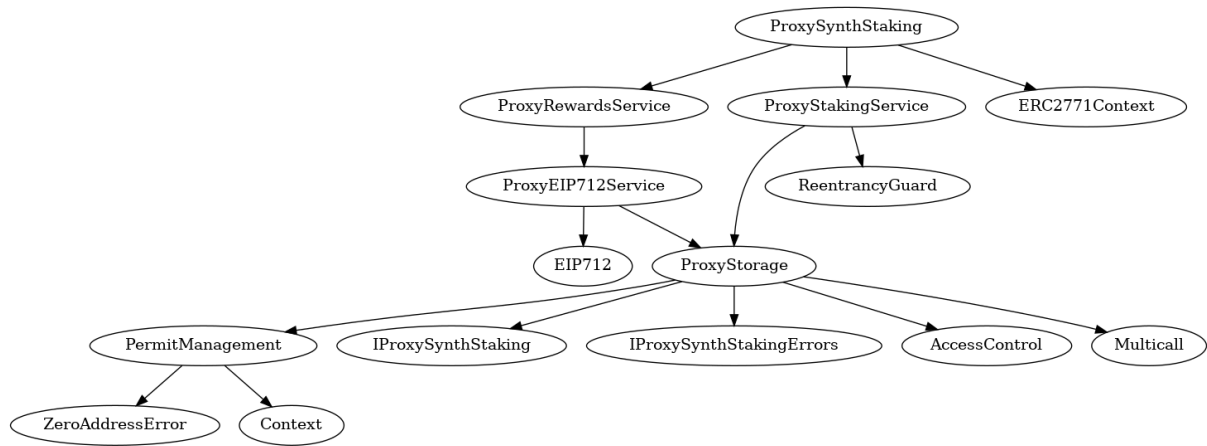 ProxySynthStaking
ProxyRewardsService
ProxyStakingService
ERC2771Context
ProxyEIP712Service
ReentrancyGuard
EIP712
ProxyStorage
PermitManagement
IProxySynthStaking
IProxySynthStakingErrors
AccessControl
Multicall
ZeroAddressError
Context